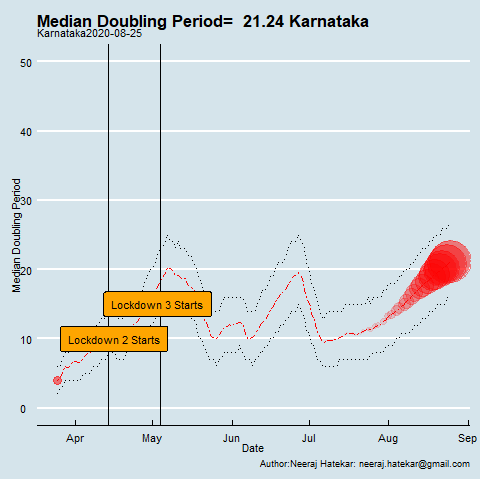 Median Doubling Period=  21.24 Karnataka
Karnataka2020-08-25
50
40
30
20
10
0
Median Doubling Period
Lockdown 3 Starts
Lockdown 2 Starts
Apr May Jun Jul Aug Sep
Date
Author:Neeraj Hatekar: neeraj.hatekar@gmail.com